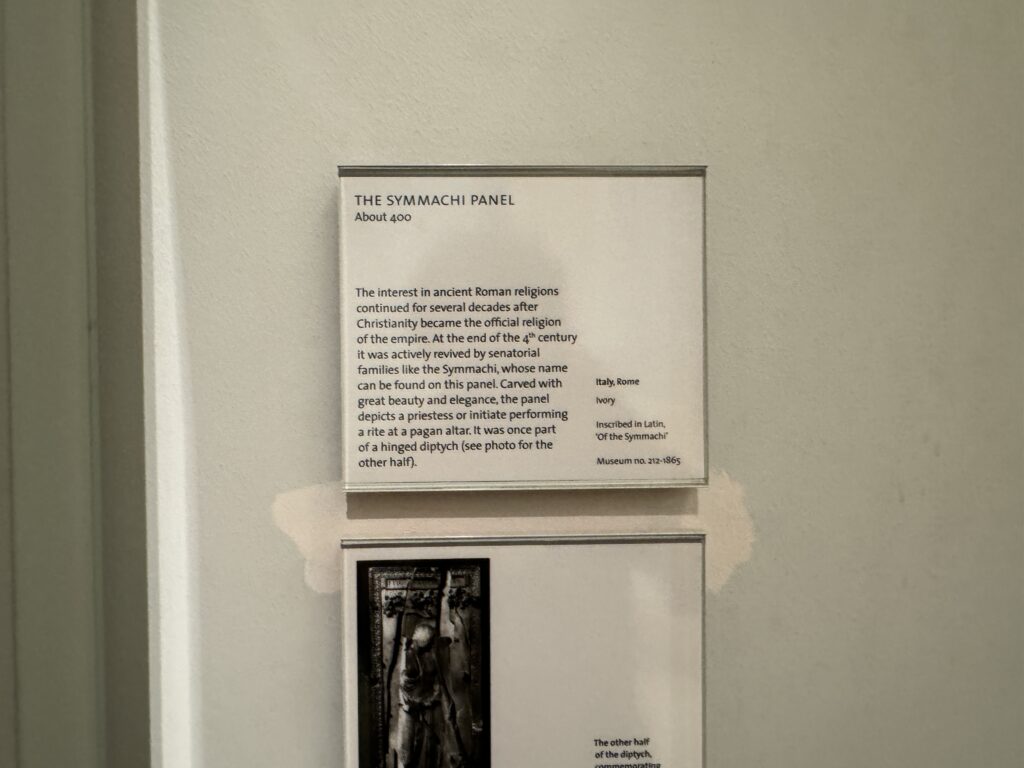 THE SYMMACHI PANEL
About 400
The interest in ancient Roman religions
continued for several decades after
Christianity became the official religion
of the empire. At the end of the 4th century
it was actively revived by senatorial
families like the Symmachi, whose name
can be found on this panel. Carved with
great beauty and elegance, the panel
depicts a priestess or initiate performing
a rite at a pagan altar. It was once part
of a hinged diptych (see photo for the
other half).
Italy, Rome
Ivory
Inscribed in Latin,
'Of the Symmachi'
Museum no. 212-1865
The other half
of the diptych,
commemorating